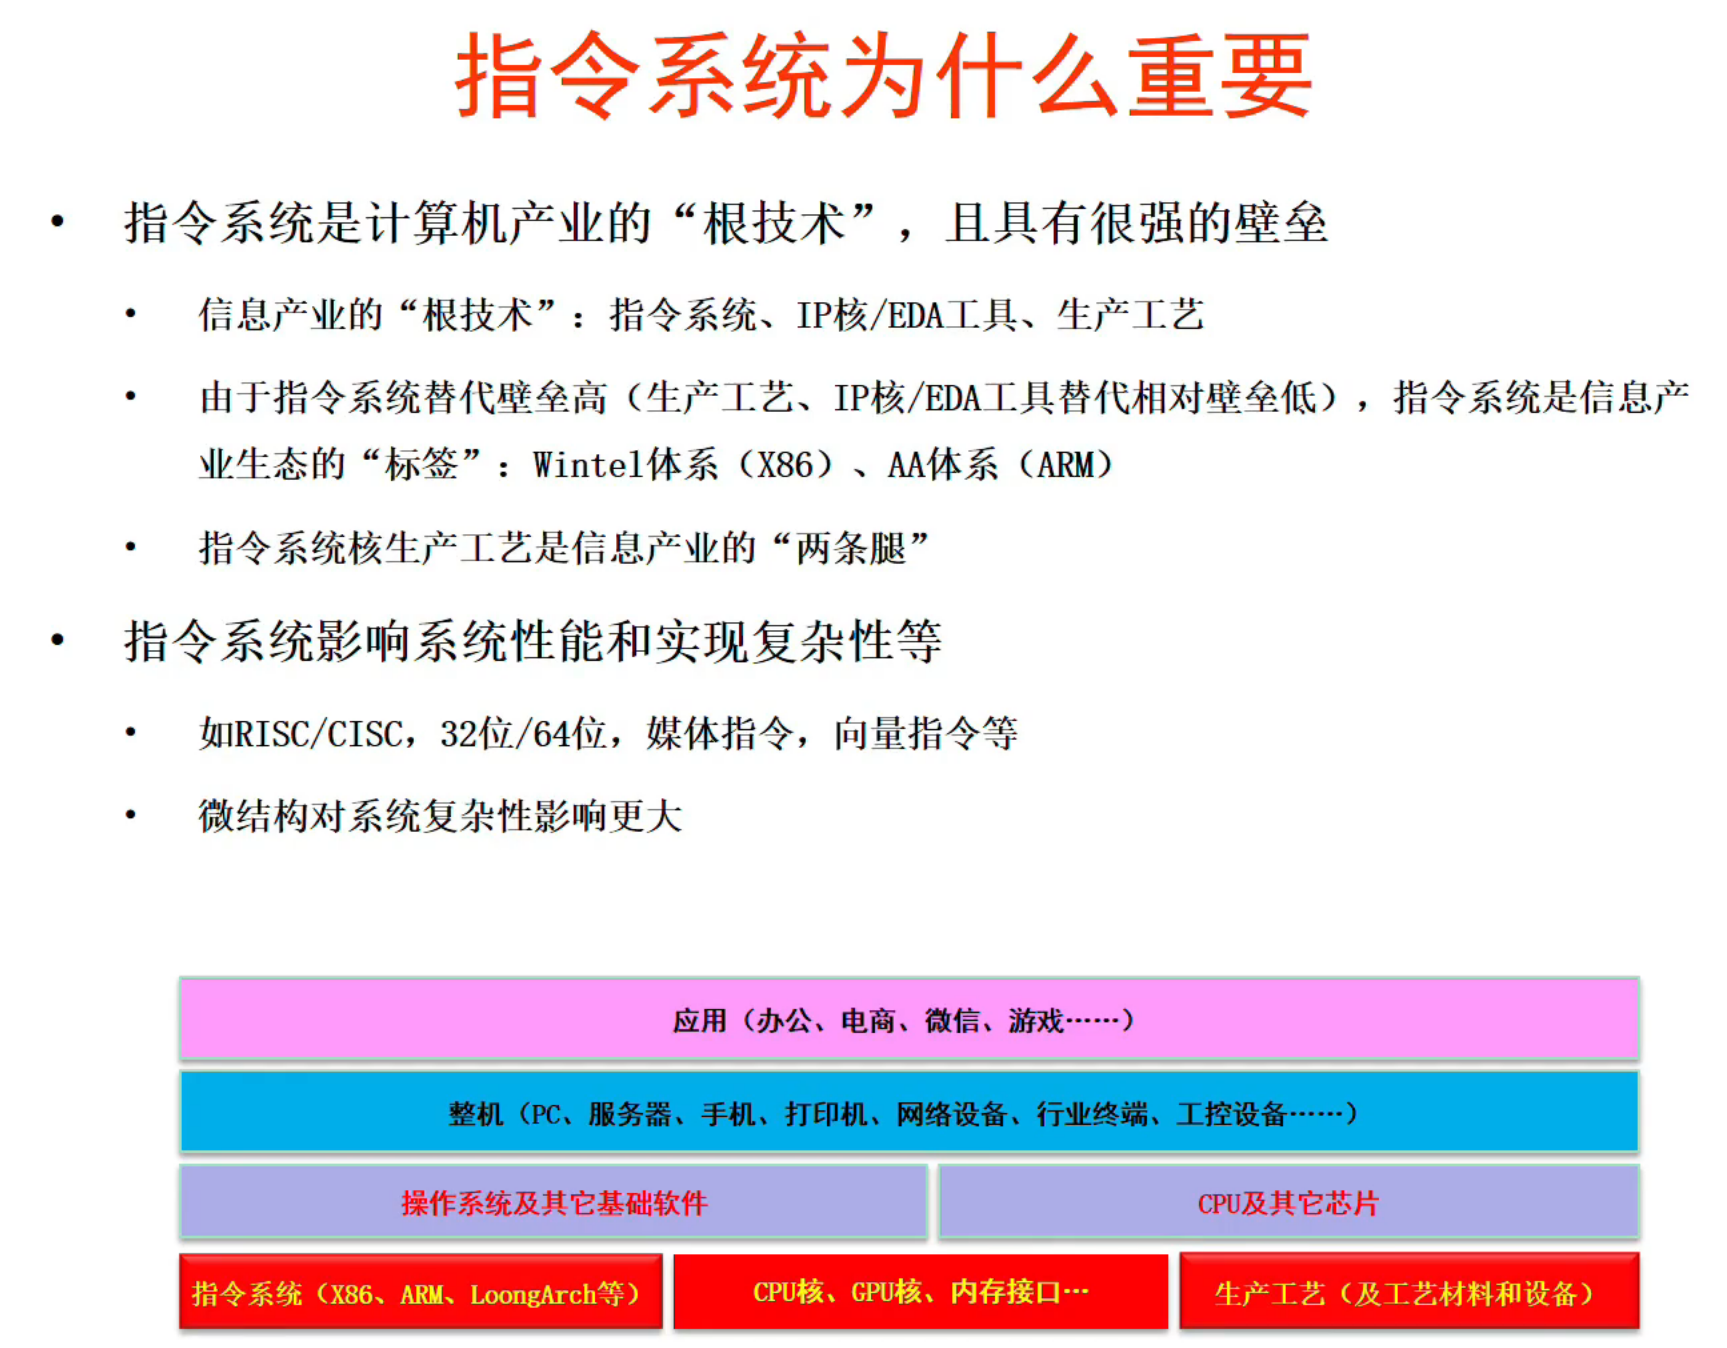 指令系统为什么重要
• 指令系统是计算机产业的“根技术”，且具有很强的壁垒
• 信息产业的“根技术”：指令系统、IP核/EDA工具、生产工艺
• 由于指令系统替代壁垒高（生产工艺、IP核/EDA工具替代相对壁垒低），指令系统是信息产
业生态的“标签”：Wintel体系（X86）、AA体系（ARM）
• 指令系统核生产工艺是信息产业的“两条腿”
• 指令系统影响系统性能和实现复杂性等
• 如RISC/CISC，32位/64位，媒体指令，向量指令等
• 微结构对系统复杂性影响更大
应用（办公、电商、微信、游戏……）
整机（PC、服务器、手机、打印机、网络设备、行业终端、工控设备……）
操作系统及其它基础软件
CPU及其它芯片
指令系统（X86、ARM、LoongArch等）
CPU核、GPU核、内存接口…
生产工艺（及工艺材料和设备）